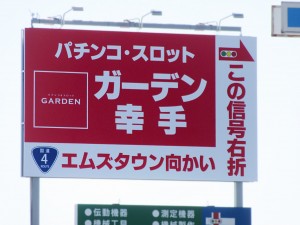 パチンコ・スロット
GARDEN
ガーデン
幸手
この信号右折
国道
4
エムズタウン向かい
●伝動機器
●測定機器